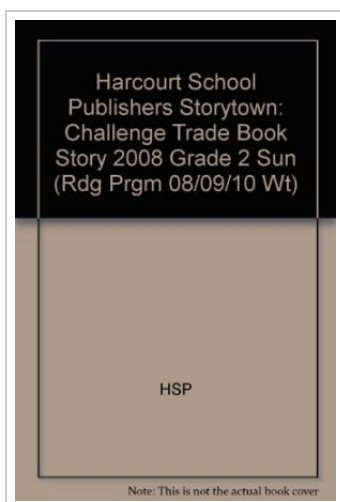 Harcourt School
Publishers Storytown:
Challenge Trade Book
Story 2008 Grade 2 Sun
(Rdg Prgm 08/09/10 Wt)
HSP
Note: This is not the actual book cover